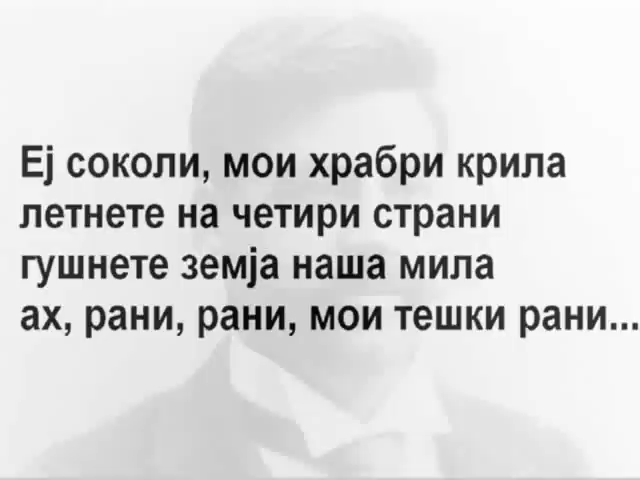 Еј соколи, мои храбри крила
летнете на четири страни
гушнете земја наша мила
ах, рани, рани, мои тешки рани...